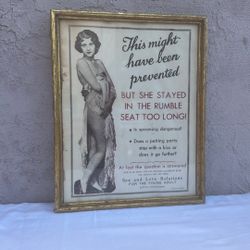 This might
have been
prevented
BUT SHE STAYED
IN THE RUMBLE
SEAT TOO LONG!
• Is spooning dangerous?
• Does a petting party
stop with a kiss or
does it go further?
At last the question is answered
Sex and Love Relations
FOR THE YOUNG ADULT